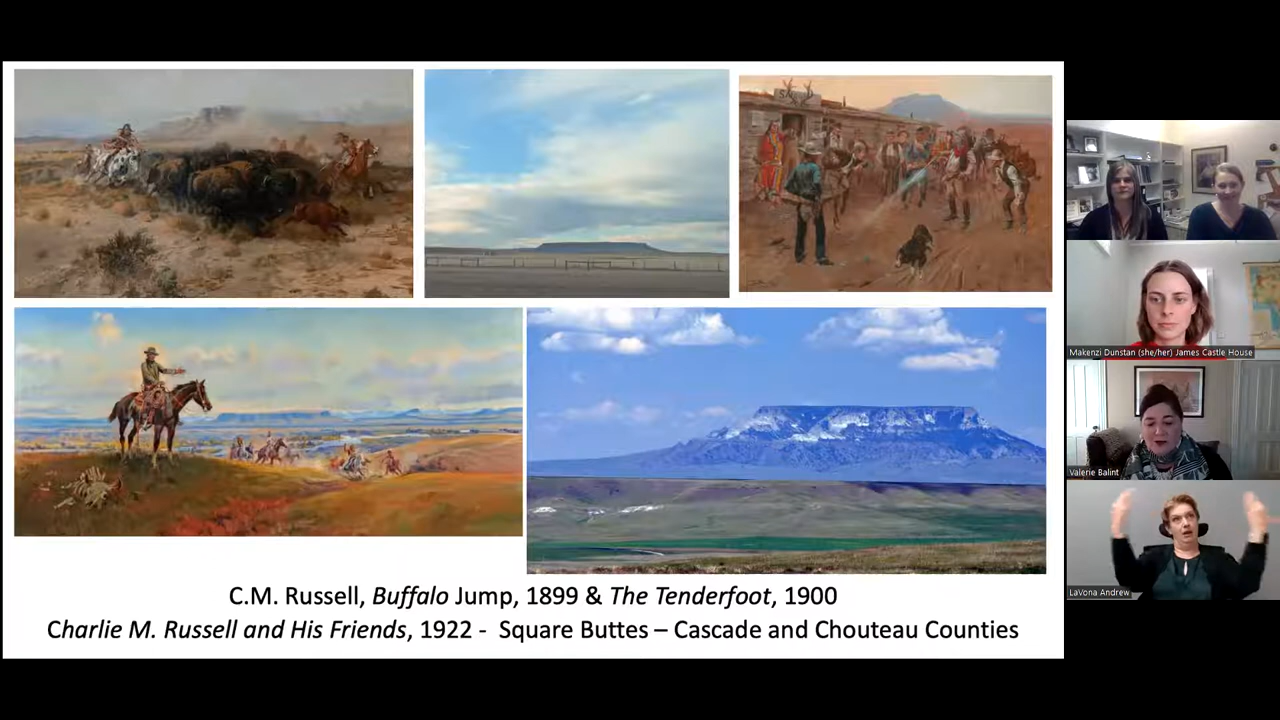 C.M. Russell, Buffalo Jump, 1899 & The Tenderfoot, 1900
Charlie M. Russell and His Friends, 1922 - Square Buttes – Cascade and Chouteau Counties
Makenzi Dunstan (she/her) James Castle House
Valerie Balint
LaVona Andrew